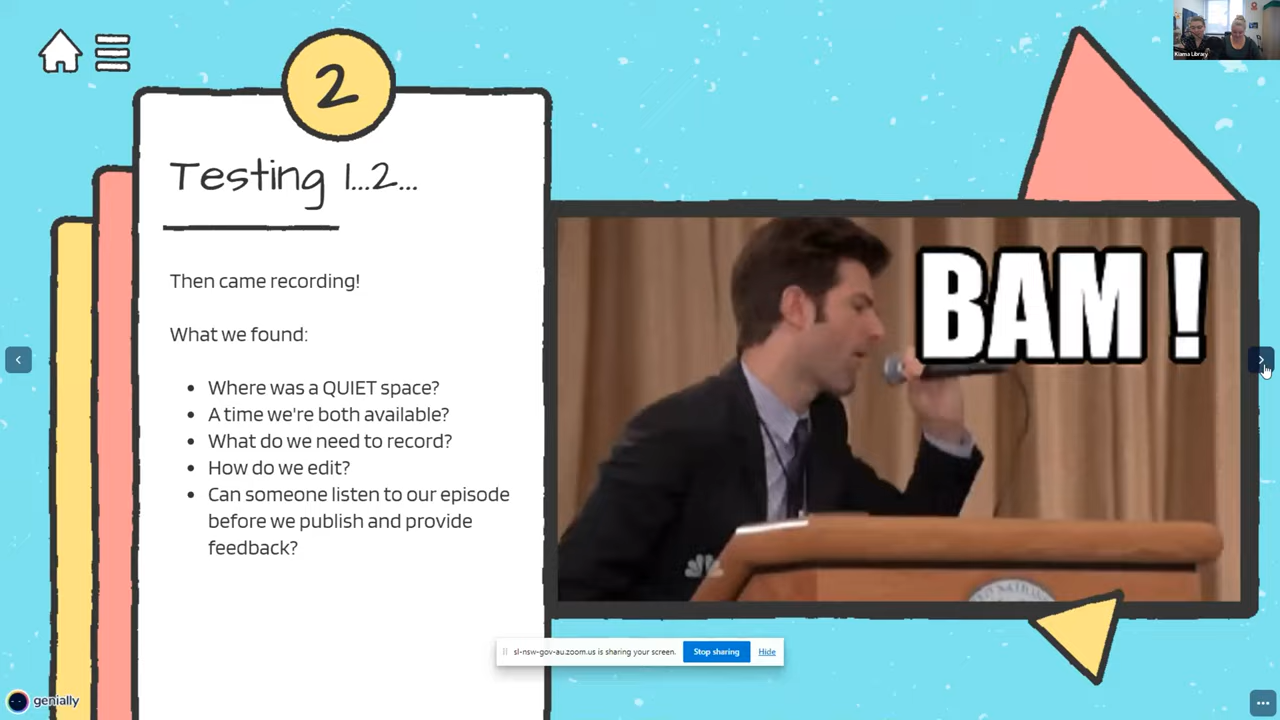 2
Testing 1...2...
Then came recording!
What we found:
Where was a QUIET space?
A time we're both available?
What do we need to record?
How do we edit?
Can someone listen to our episode
before we publish and provide
feedback?
BAM !
Kiama Library
sl-nsw-gov-au.zoom.us is sharing your screen.
Stop sharing
Hide
genially